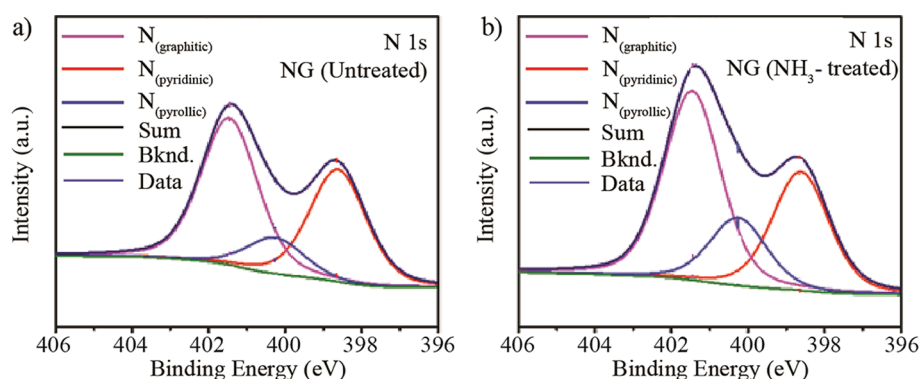 a)
N(graphitic)
N(pyridinic)
N(pyrollic)
Sum
Bknd.
Data
N 1s
NG (Untreated)
Intensity (a.u.)
406 404 402 400 398 396
Binding Energy (eV)
b)
N(graphitic)
N(pyridinic)
N(pyrollic)
Sum
Bknd.
Data
N 1s
NG (NH3- treated)
Intensity (a.u.)
406 404 402 400 398 396
Binding Energy (eV)